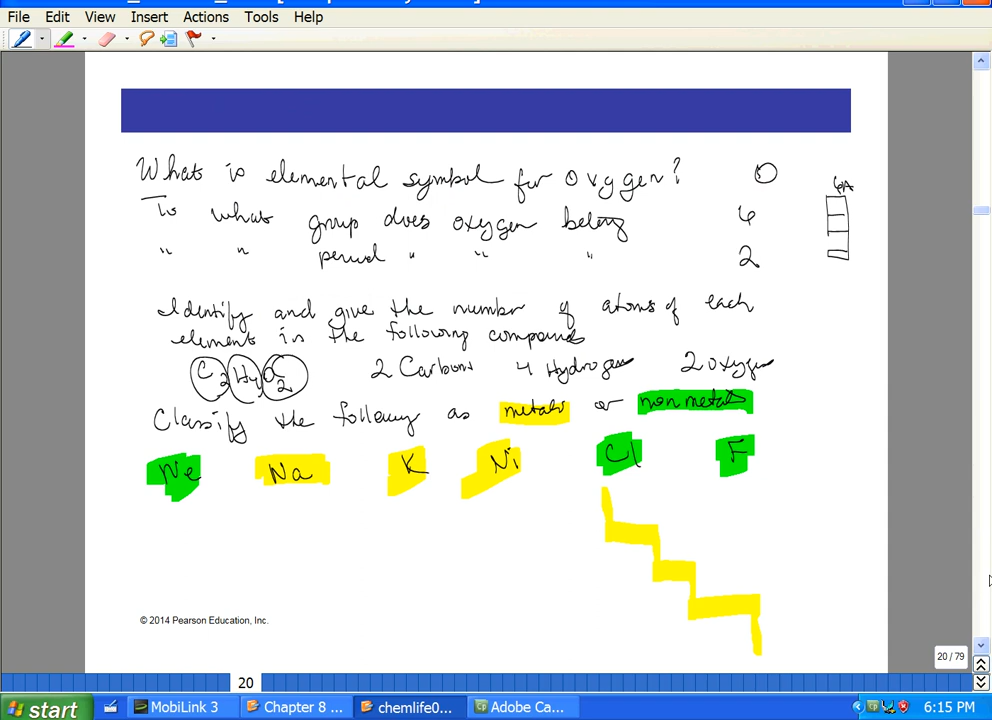 File Edit View Insert Actions Tools Help
What is elemental symbol for oxygen? O
6A
To what group does oxygen belong 6
" " period " " " 2
Identify and give the number of atoms of each
element in the following compounds
C2H4O2 2 Carbons 4 Hydrogen 2 Oxygen
Classify the following as metals or nonmetals
Ne Na K Ni Cl F
© 2014 Pearson Education, Inc.
20 / 79
20
start MobiLink 3 Chapter 8 ... chemlife0... Adobe Ca... 6:15 PM